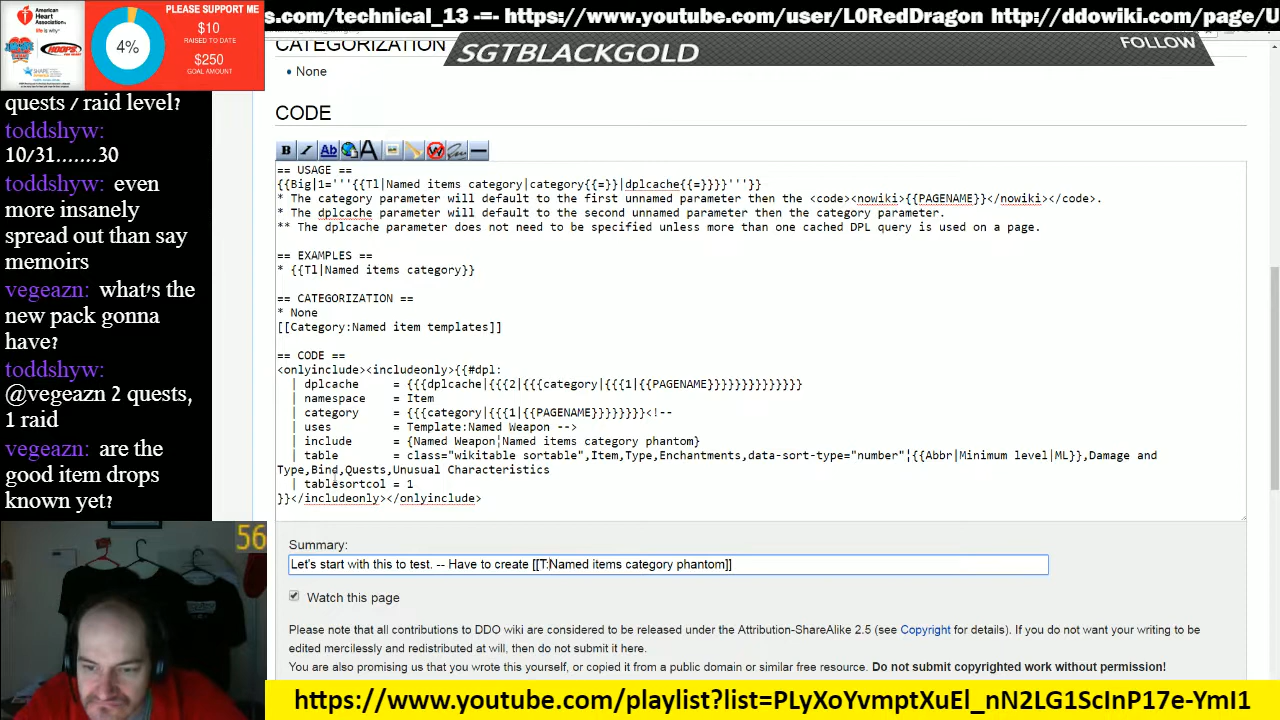 s.com/technical_13 -=- https://www.youtube.com/user/L0RedDragon http://ddowiki.com/page/U
American Heart Association®
life is why™
HOOPS
SHAPE
4%
PLEASE SUPPORT ME
$10
RAISED TO DATE
$250
GOAL AMOUNT
SGTBLACKGOLD
FOLLOW
quests / raid level?
toddshyw:
10/31.......30
toddshyw: even
more insanely
spread out than say
memoirs
vegeazn: what's the
new pack gonna
have?
toddshyw:
@vegeazn 2 quests,
1 raid
vegeazn: are the
good item drops
known yet?
56
CATEGORIZATION
• None
CODE
B I Ab A W
== USAGE ==
{{Big|1='''{{Tl|Named items category|category{{=}}|dplcache{{=}}}}'''}}
* The category parameter will default to the first unnamed parameter then the <code><nowiki>{{PAGENAME}}</nowiki></code>.
* The dplcache parameter will default to the second unnamed parameter then the category parameter.
** The dplcache parameter does not need to be specified unless more than one cached DPL query is used on a page.
== EXAMPLES ==
* {{Tl|Named items category}}
== CATEGORIZATION ==
* None
[[Category:Named item templates]]
== CODE ==
<onlyinclude><includeonly>{{#dpl:
| dplcache = {{{dplcache|{{{2|{{{category|{{{1|{{PAGENAME}}}}}}}}}}}}}}
| namespace = Item
| category = {{{category|{{{1|{{PAGENAME}}}}}}}}<!--
| uses = Template:Named Weapon -->
| include = {Named Weapon¦Named items category phantom}
| table = class="wikitable sortable",Item,Type,Enchantments,data-sort-type="number"¦{{Abbr|Minimum level|ML}},Damage and
Type,Bind,Quests,Unusual Characteristics
| tablesortcol = 1
}}</includeonly></onlyinclude>
Summary:
Let's start with this to test. -- Have to create [[T:Named items category phantom]]
Watch this page
Please note that all contributions to DDO wiki are considered to be released under the Attribution-ShareAlike 2.5 (see Copyright for details). If you do not want your writing to be
edited mercilessly and redistributed at will, then do not submit it here.
You are also promising us that you wrote this yourself, or copied it from a public domain or similar free resource. Do not submit copyrighted work without permission!
https://www.youtube.com/playlist?list=PLyXoYvmptXuEl_nN2LG1ScInP17e-YmI1